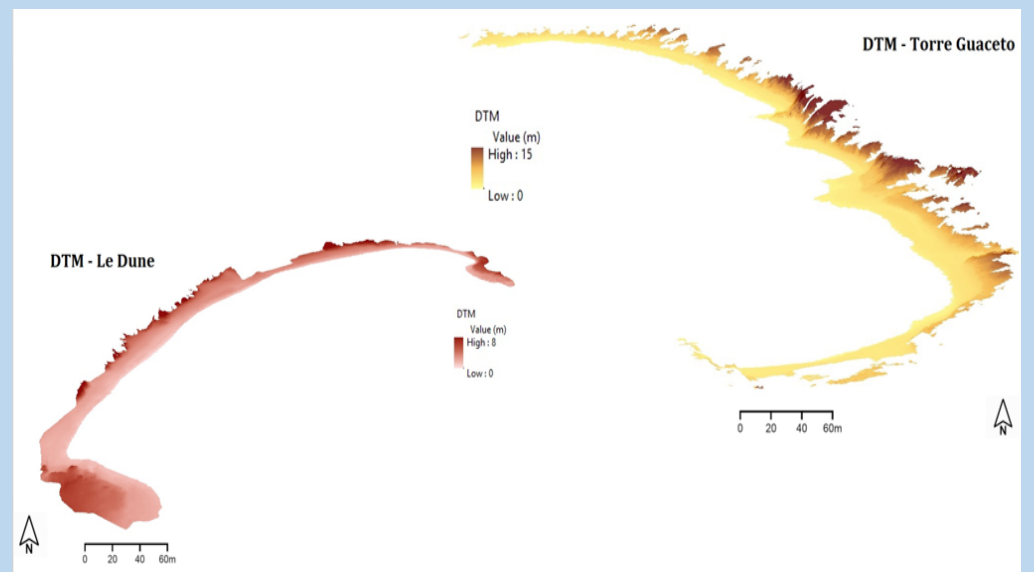 DTM - Torre Guaceto
DTM
Value (m)
High : 15
Low : 0
0 20 40 60m
N
DTM - Le Dune
DTM
Value (m)
High : 8
Low : 0
N
0 20 40 60m